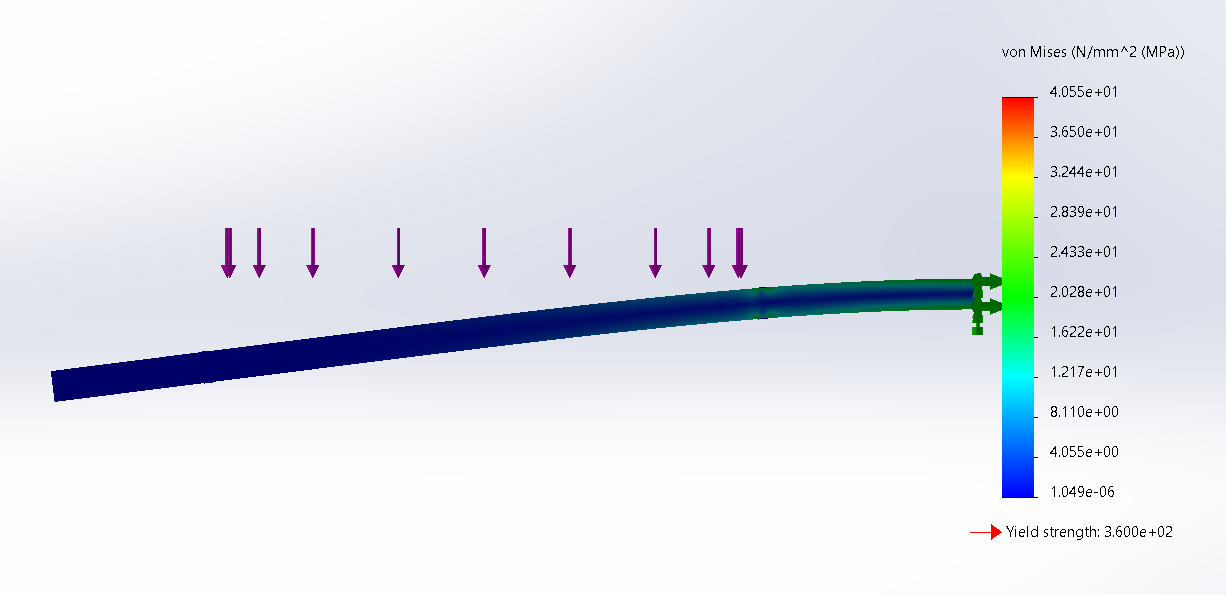 von Mises (N/mm^2 (MPa))
4.055e+01
3.650e+01
3.244e+01
2.839e+01
2.433e+01
2.028e+01
1.622e+01
1.217e+01
8.110e+00
4.055e+00
1.049e-06
Yield strength: 3.600e+02